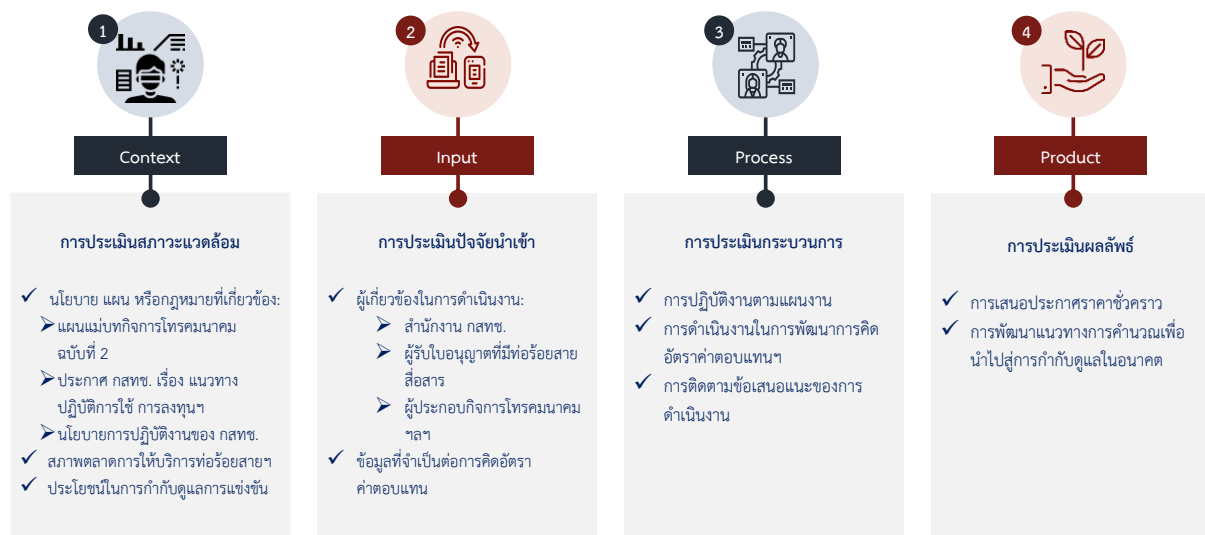 1
Context
การประเมินสภาวะแวดล้อม
✓ นโยบาย แผน หรือกฎหมายที่เกี่ยวข้อง:
➢ แผนแม่บทกิจการโทรคมนาคม
ฉบับที่ 2
➢ ประกาศ กสทช. เรื่อง แนวทาง
ปฏิบัติการใช้ การลงทุนฯ
➢ นโยบายการปฏิบัติงานของ กสทช.
✓ สภาพตลาดการให้บริการท่อร้อยสายฯ
✓ ประโยชน์ในการกำกับดูแลการแข่งขัน
2
Input
การประเมินปัจจัยนำเข้า
✓ ผู้เกี่ยวข้องในการดำเนินงาน:
➢ สำนักงาน กสทช.
➢ ผู้รับใบอนุญาตที่มีท่อร้อยสาย
สื่อสาร
➢ ผู้ประกอบกิจการโทรคมนาคม
ฯลฯ
✓ ข้อมูลที่จำเป็นต่อการคิดอัตรา
ค่าตอบแทน
3
Process
การประเมินกระบวนการ
✓ การปฏิบัติงานตามแผนงาน
✓ การดำเนินงานในการพัฒนาการคิด
อัตราค่าตอบแทนฯ
✓ การติดตามข้อเสนอแนะของการ
ดำเนินงาน
4
Product
การประเมินผลลัพธ์
✓ การเสนอประกาศราคาชั่วคราว
✓ การพัฒนาแนวทางการคำนวณเพื่อ
นำไปสู่การกำกับดูแลในอนาคต